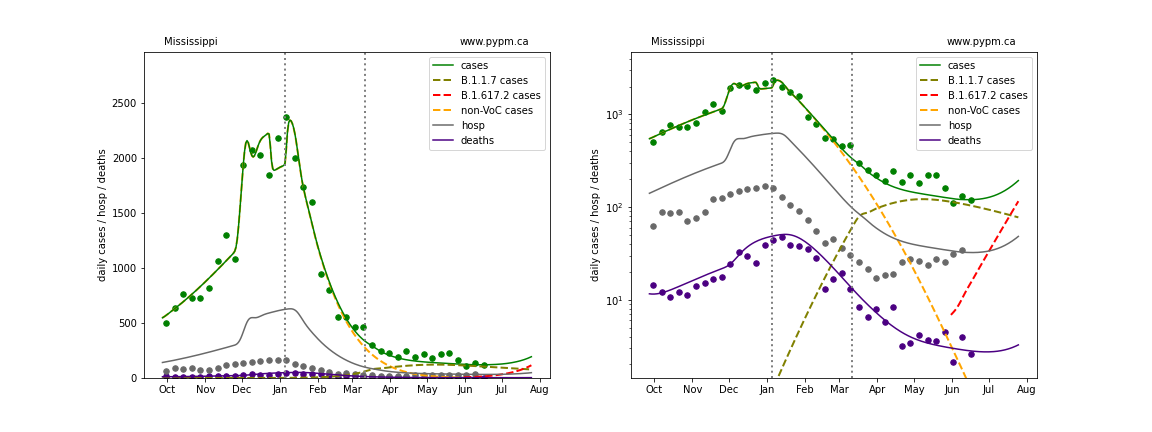 Mississippi www.pypm.ca
cases
B.1.1.7 cases
B.1.617.2 cases
non-VoC cases
hosp
deaths
daily cases / hosp / deaths
2500
2000
1500
1000
500
0
Oct Nov Dec Jan Feb Mar Apr May Jun Jul Aug
Mississippi www.pypm.ca
cases
B.1.1.7 cases
B.1.617.2 cases
non-VoC cases
hosp
deaths
daily cases / hosp / deaths
10³
10²
10¹
Oct Nov Dec Jan Feb Mar Apr May Jun Jul Aug